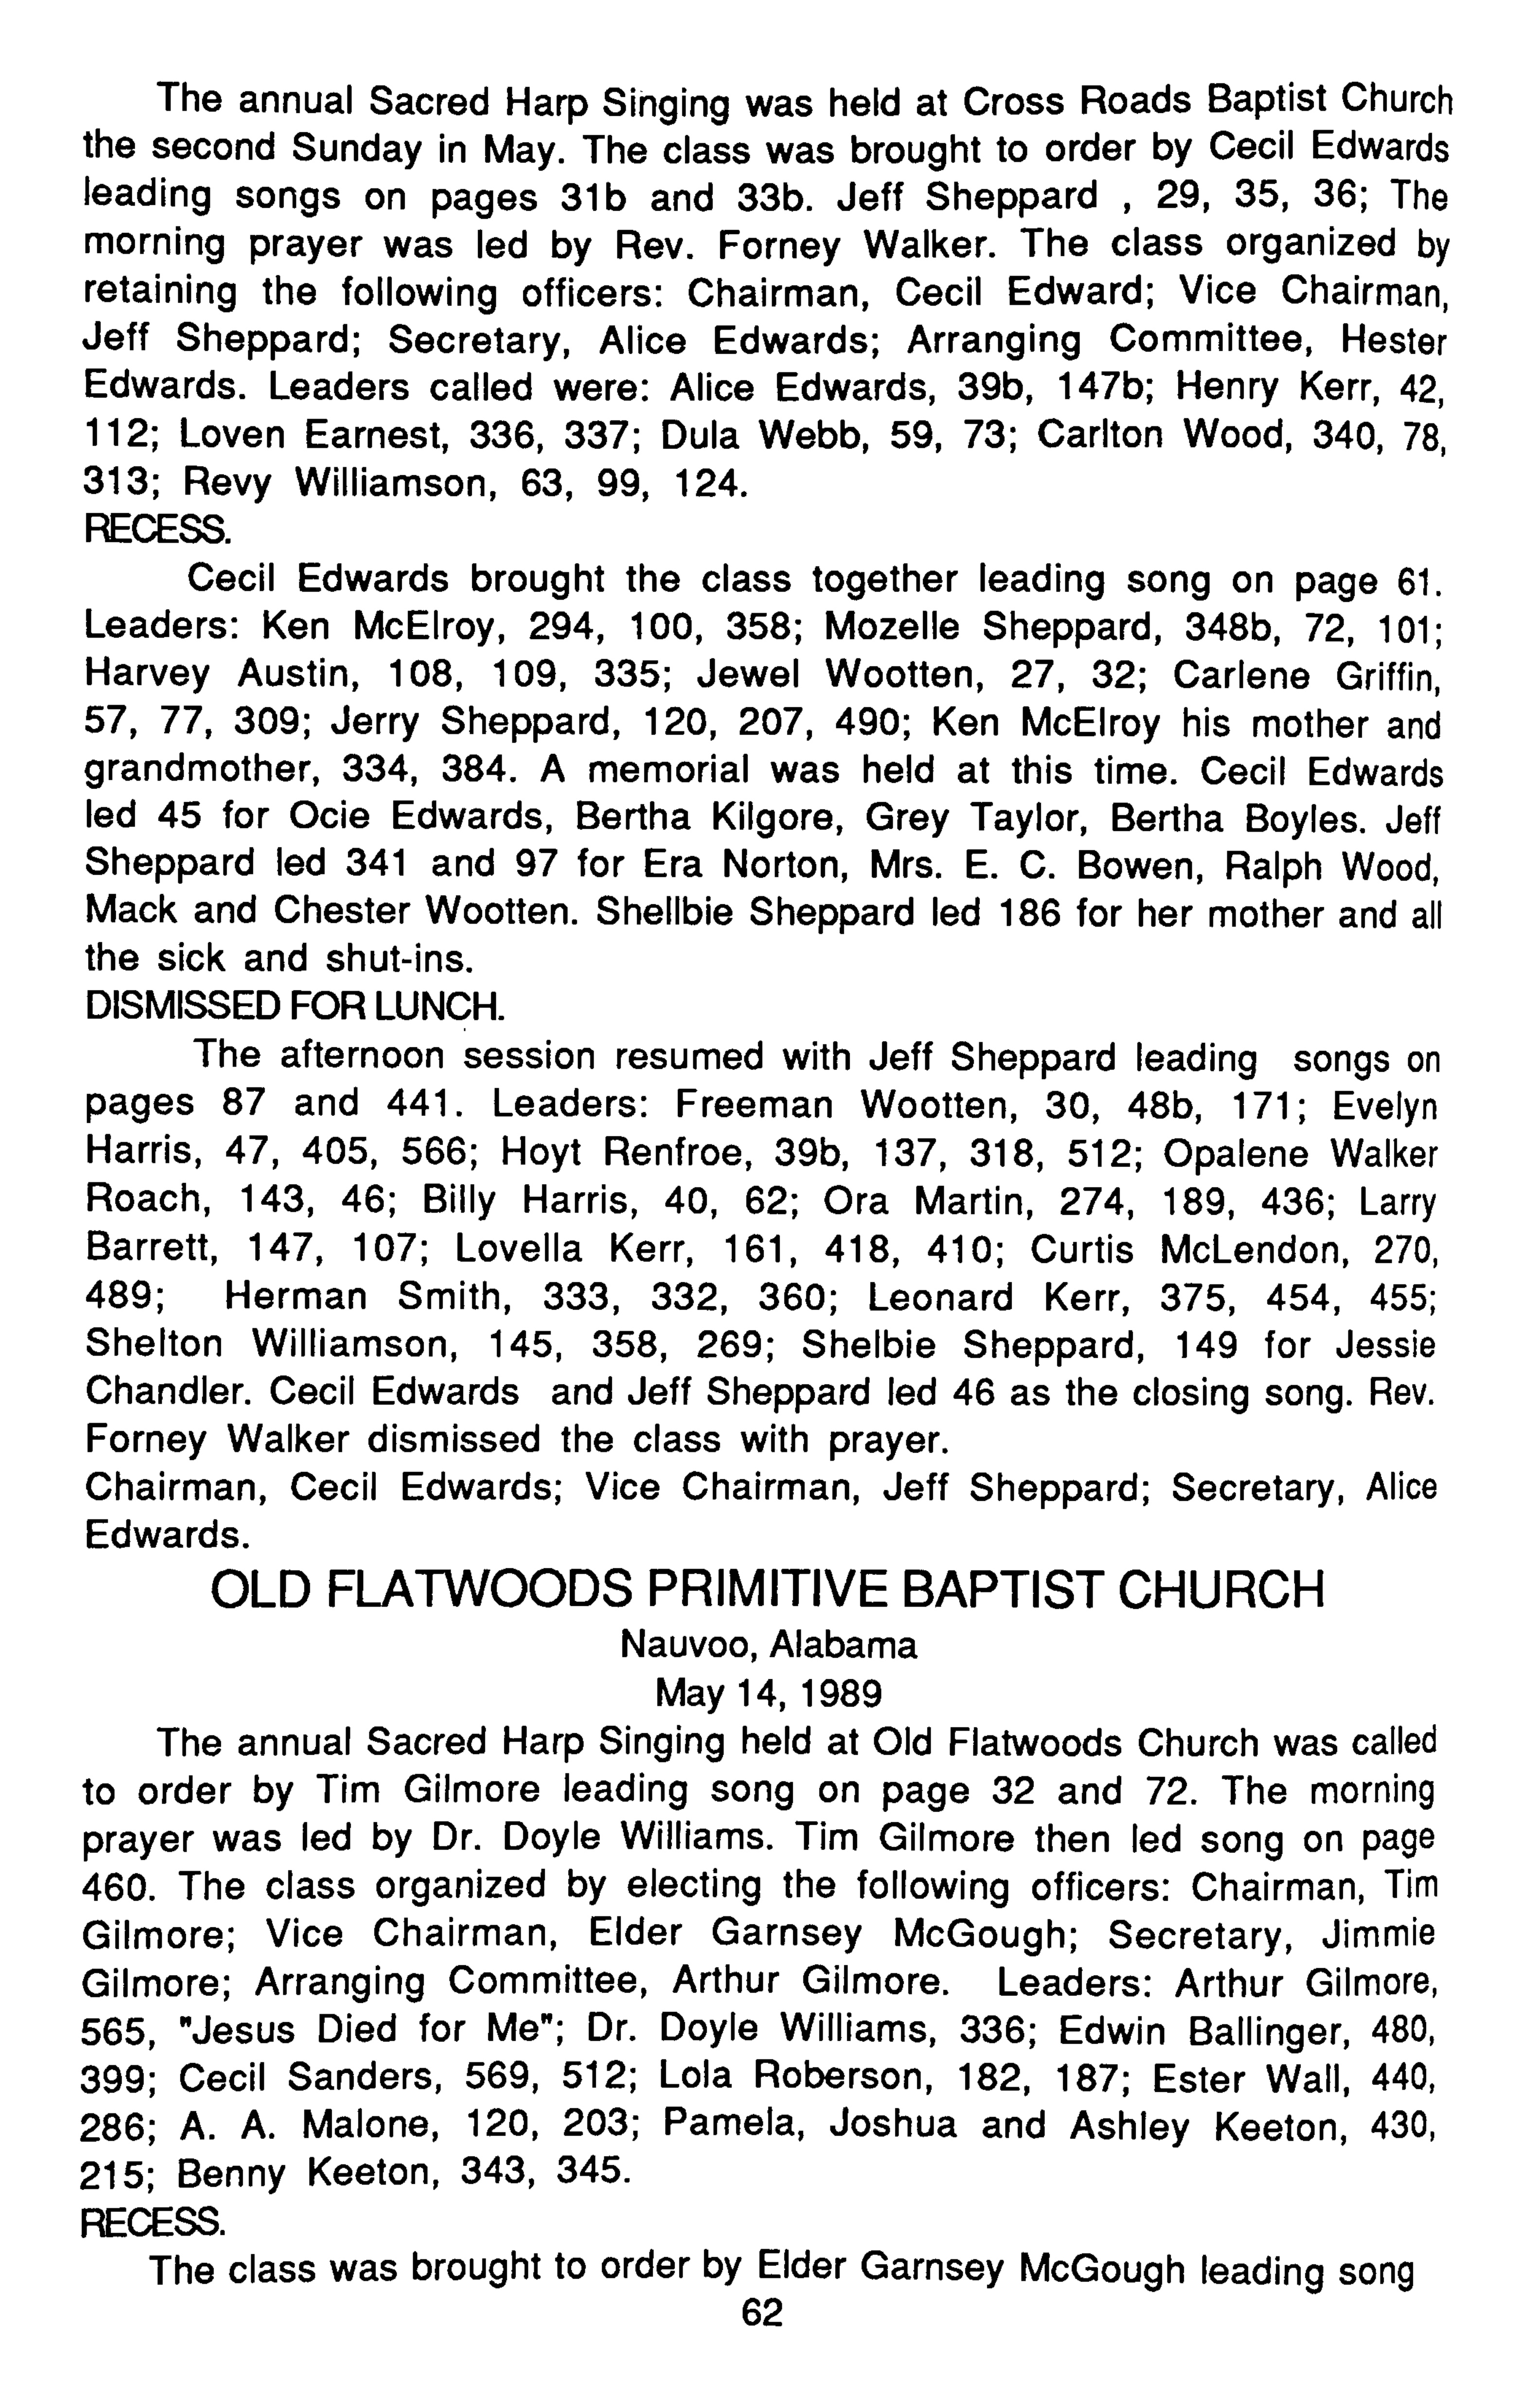 The annual Sacred Harp Singing was held at Cross Roads Baptist Church
the second Sunday in May. The class was brought to order by Cecil Edwards
leading songs on pages 31b and 33b. Jeff Sheppard , 29, 35, 36; The
morning prayer was led by Rev. Forney Walker. The class organized by
retaining the following officers: Chairman, Cecil Edward; Vice Chairman,
Jeff Sheppard; Secretary, Alice Edwards; Arranging Committee, Hester
Edwards. Leaders called were: Alice Edwards, 39b, 147b; Henry Kerr, 42,
112; Loven Earnest, 336, 337; Dula Webb, 59, 73; Carlton Wood, 340, 78,
313; Revy Williamson, 63, 99, 124.
RECESS.
Cecil Edwards brought the class together leading song on page 61.
Leaders: Ken McElroy, 294, 100, 358; Mozelle Sheppard, 348b, 72, 101;
Harvey Austin, 108, 109, 335; Jewel Wootten, 27, 32; Carlene Griffin,
57, 77, 309; Jerry Sheppard, 120, 207, 490; Ken McElroy his mother and
grandmother, 334, 384. A memorial was held at this time. Cecil Edwards
led 45 for Ocie Edwards, Bertha Kilgore, Grey Taylor, Bertha Boyles. Jeff
Sheppard led 341 and 97 for Era Norton, Mrs. E. C. Bowen, Ralph Wood,
Mack and Chester Wootten. Shellbie Sheppard led 186 for her mother and all
the sick and shut-ins.
DISMISSED FOR LUNCH.
The afternoon session resumed with Jeff Sheppard leading songs on
pages 87 and 441. Leaders: Freeman Wootten, 30, 48b, 171; Evelyn
Harris, 47, 405, 566; Hoyt Renfroe, 39b, 137, 318, 512; Opalene Walker
Roach, 143, 46; Billy Harris, 40, 62; Ora Martin, 274, 189, 436; Larry
Barrett, 147, 107; Lovella Kerr, 161, 418, 410; Curtis McLendon, 270,
489; Herman Smith, 333, 332, 360; Leonard Kerr, 375, 454, 455;
Shelton Williamson, 145, 358, 269; Shelbie Sheppard, 149 for Jessie
Chandler. Cecil Edwards and Jeff Sheppard led 46 as the closing song. Rev.
Forney Walker dismissed the class with prayer.
Chairman, Cecil Edwards; Vice Chairman, Jeff Sheppard; Secretary, Alice
Edwards.
OLD FLATWOODS PRIMITIVE BAPTIST CHURCH
Nauvoo, Alabama
May 14, 1989
The annual Sacred Harp Singing held at Old Flatwoods Church was called
to order by Tim Gilmore leading song on page 32 and 72. The morning
prayer was led by Dr. Doyle Williams. Tim Gilmore then led song on page
460. The class organized by electing the following officers: Chairman, Tim
Gilmore; Vice Chairman, Elder Garnsey McGough; Secretary, Jimmie
Gilmore; Arranging Committee, Arthur Gilmore. Leaders: Arthur Gilmore,
565, "Jesus Died for Me"; Dr. Doyle Williams, 336; Edwin Ballinger, 480,
399; Cecil Sanders, 569, 512; Lola Roberson, 182, 187; Ester Wall, 440,
286; A. A. Malone, 120, 203; Pamela, Joshua and Ashley Keeton, 430,
215; Benny Keeton, 343, 345.
RECESS.
The class was brought to order by Elder Garnsey McGough leading song
62